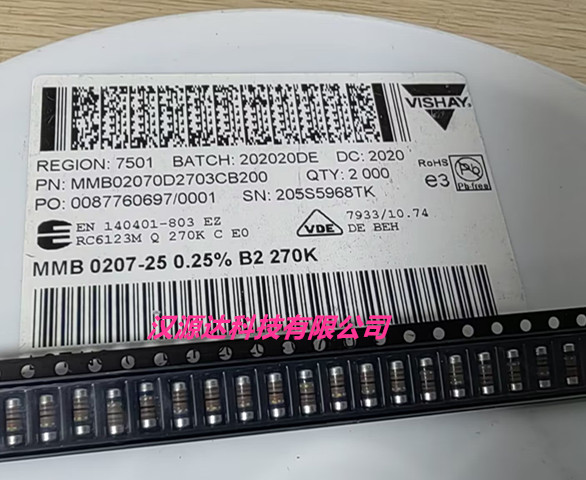 VISHAY
REGION: 7501 BATCH: 202020DE DC: 2020
PN: MMB02070D2703CB200 QTY: 2 000
PO: 0087760697/0001 SN: 205S5968TK
RoHS
e3
Pb-free
EN 140401-803 EZ
RC6123M Q 270K C E0
VDE
7933/10.74
DE BEH
MMB 0207-25 0.25% B2 270K
汉源达科技有限公司